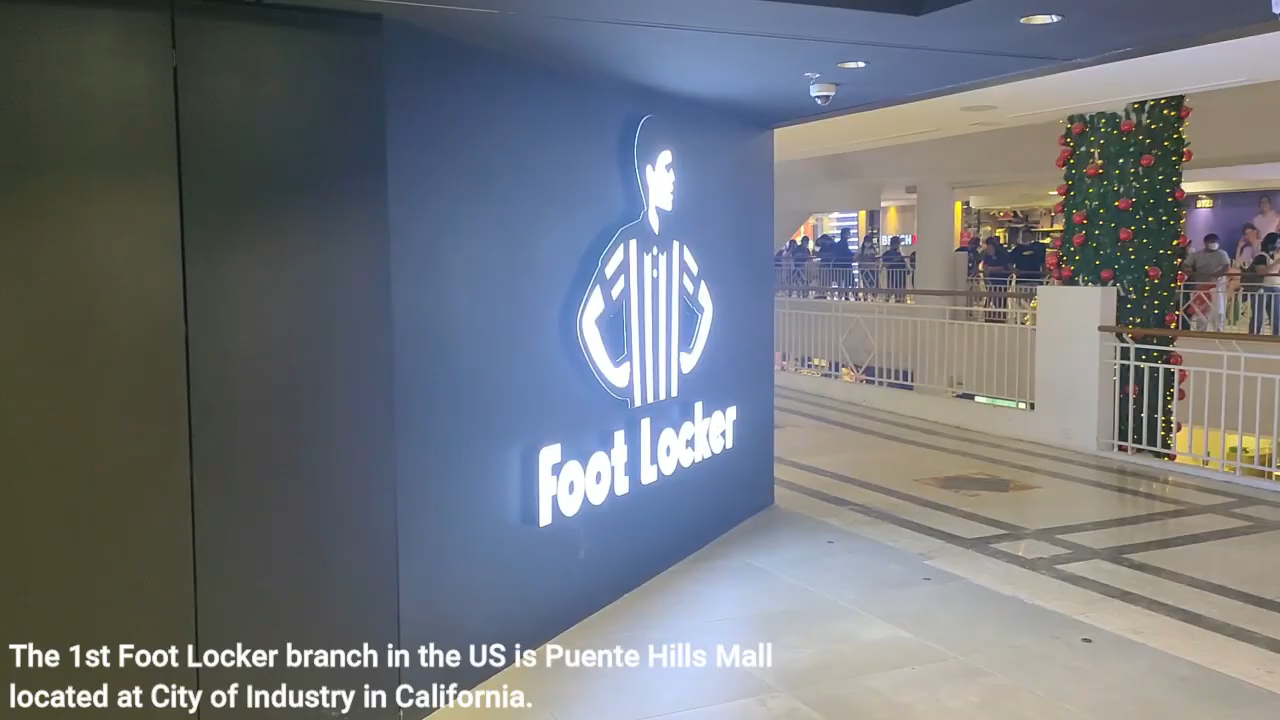 BENCH
Foot Locker
The 1st Foot Locker branch in the US is Puente Hills Mall
located at City of Industry in California.